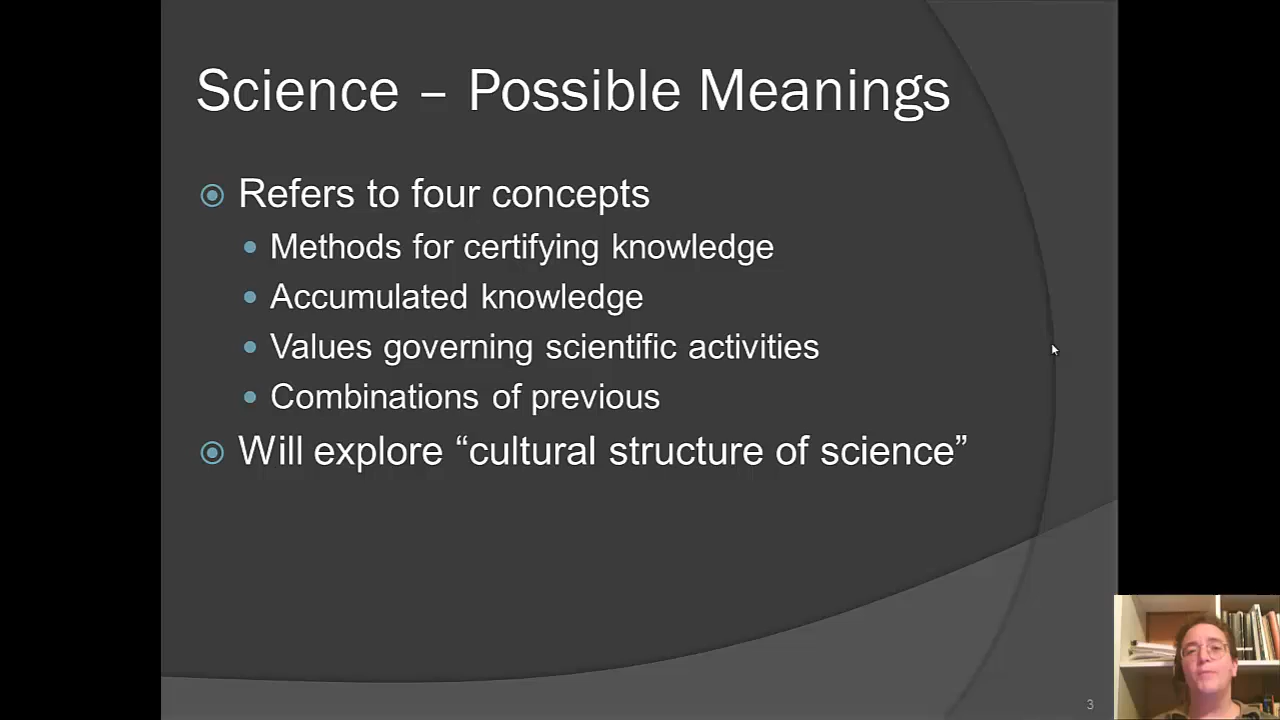 Science – Possible Meanings
Refers to four concepts
Methods for certifying knowledge
Accumulated knowledge
Values governing scientific activities
Combinations of previous
Will explore “cultural structure of science”
3